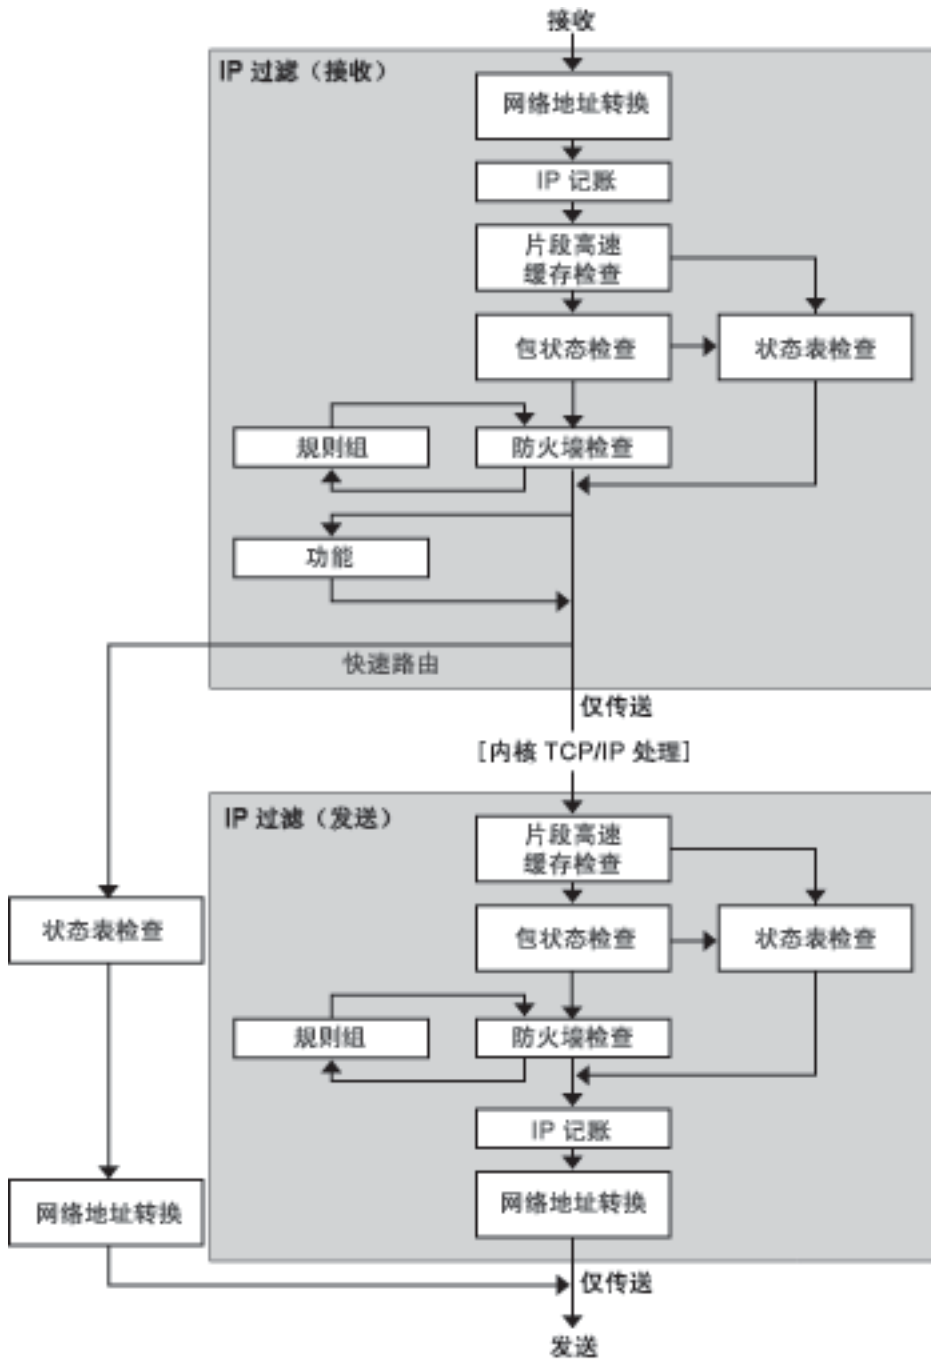 接收
IP 过滤（接收）
网络地址转换
IP 记账
片段高速
缓存检查
包状态检查
状态表检查
规则组
防火墙检查
功能
快速路由
仅传送
[内核 TCP/IP 处理]
IP 过滤（发送）
片段高速
缓存检查
状态表检查
包状态检查
状态表检查
规则组
防火墙检查
IP 记账
网络地址转换
网络地址转换
仅传送
发送